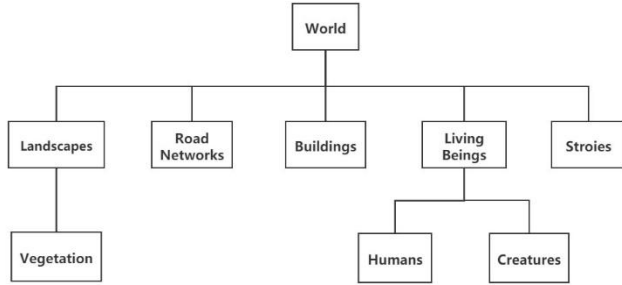 World
Landscapes
Road
Networks
Buildings
Living
Beings
Stroies
Vegetation
Humans
Creatures